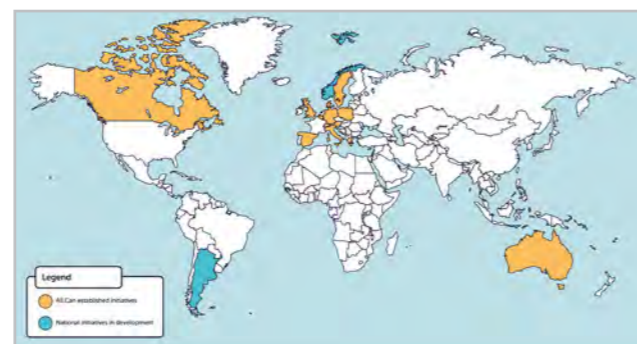 Legend
All.Can established initiatives
National initiatives in development